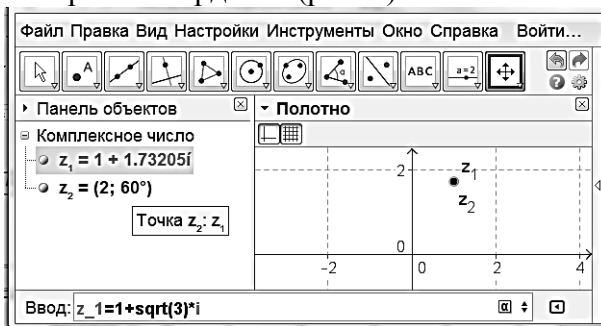 Файл Правка Вид Настройки Инструменты Окно Справка Войти...
A ABC a=2
Панель объектов
Полотно
Комплексное число
z₁ = 1 + 1.73205í
z₂ = (2; 60°)
Точка z₂: z₁
2
z₁
z₂
0
-2 0 2 4
Ввод: z_1=1+sqrt(3)*i α